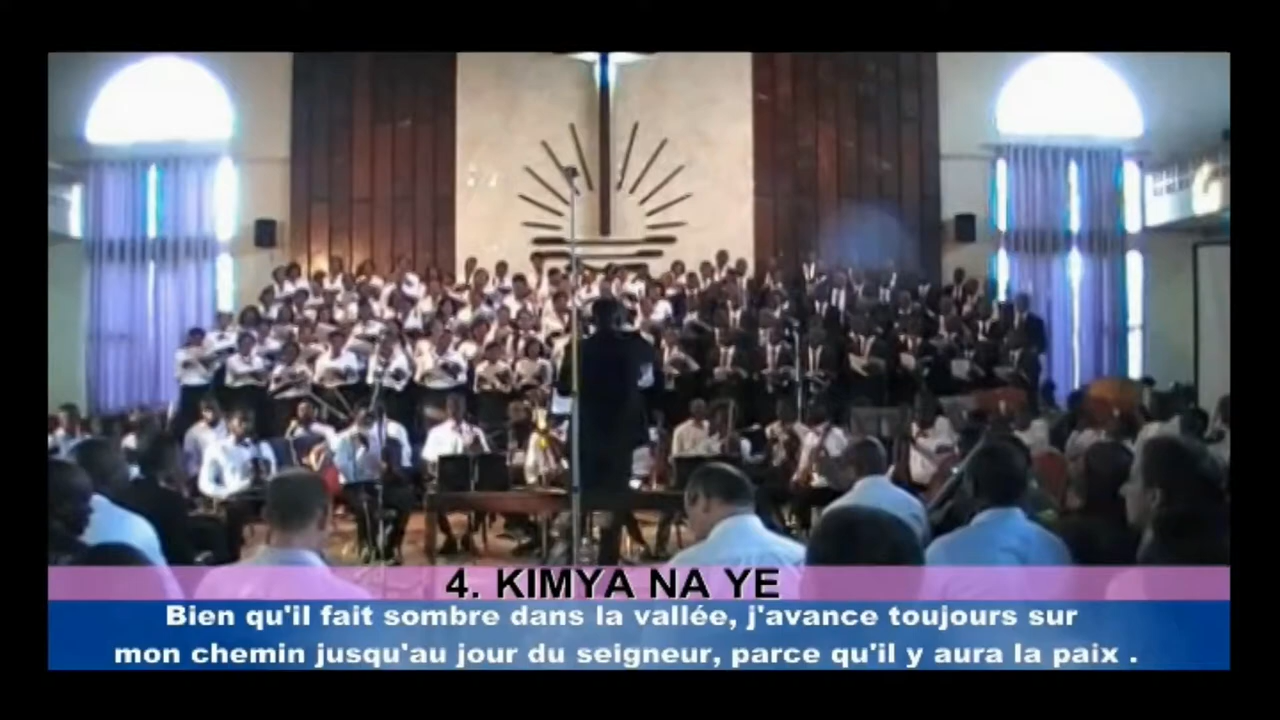 4. KIMYA NA YE
Bien qu'il fait sombre dans la vallée, j'avance toujours sur
mon chemin jusqu'au jour du seigneur, parce qu'il y aura la paix .